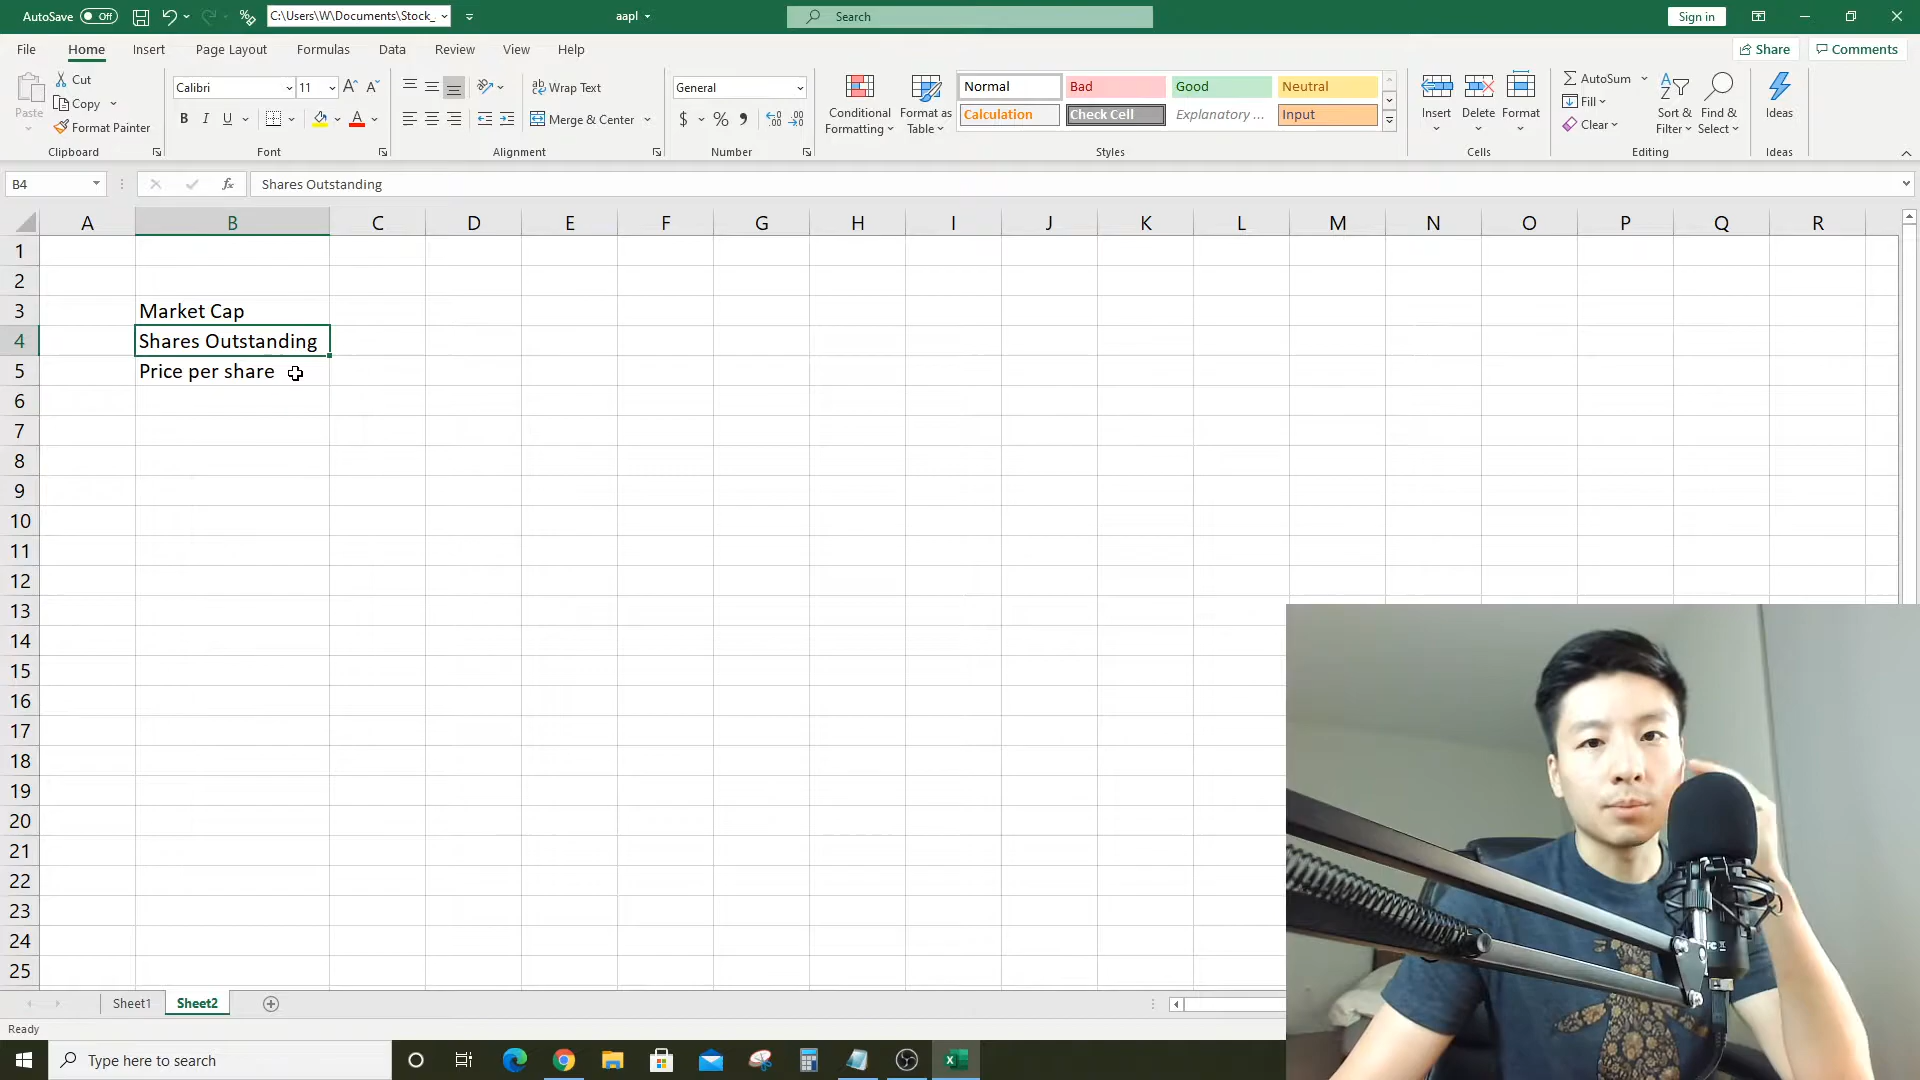 AutoSave Off C:\Users\W\Documents\Stock_ aapl Search Sign in
File Home Insert Page Layout Formulas Data Review View Help Share Comments
Paste
Cut
Copy
Format Painter
Clipboard
Calibri 11 A A
B I U A
Font
Wrap Text
Merge & Center
Alignment
General
$ % 9
Number
Conditional Formatting
Format as Table
Normal Bad Good Neutral
Calculation Check Cell Explanatory ... Input
Styles
Insert Delete Format
Cells
AutoSum
Fill
Clear
Sort & Filter
Find & Select
Editing
Ideas
Ideas
B4 fx Shares Outstanding
A B C D E F G H I J K L M N O P Q R
1
2
3 Market Cap
4 Shares Outstanding
5 Price per share
6
7
8
9
10
11
12
13
14
15
16
17
18
19
20
21
22
23
24
25
Sheet1 Sheet2
Ready
Type here to search